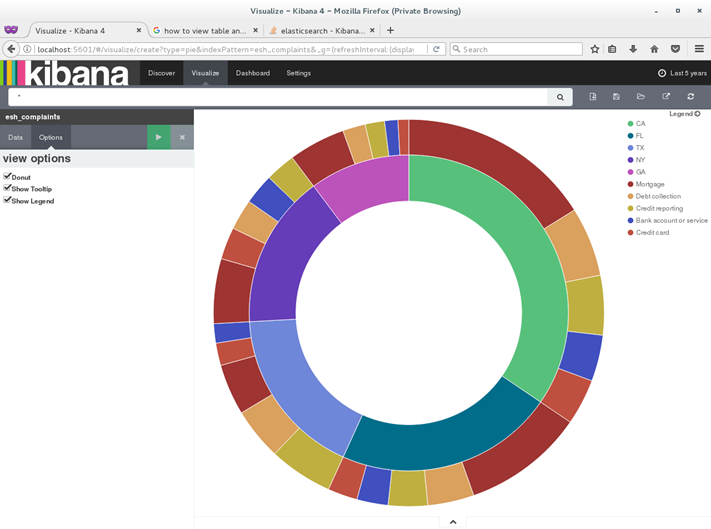 Visualize - Kibana 4 - Mozilla Firefox (Private Browsing)
Visualize - Kibana 4
how to view table an...
elasticsearch - Kibana...
localhost:5601/#/visualize/create?type=pie&indexPattern=esh_complaints&_g=(refreshInterval:(display
Search
kibana
Discover
Visualize
Dashboard
Settings
Last 5 years
*
esh_complaints
Legend
Data
Options
view options
Donut
Show Tooltip
Show Legend
CA
FL
TX
NY
GA
Mortgage
Debt collection
Credit reporting
Bank account or service
Credit card